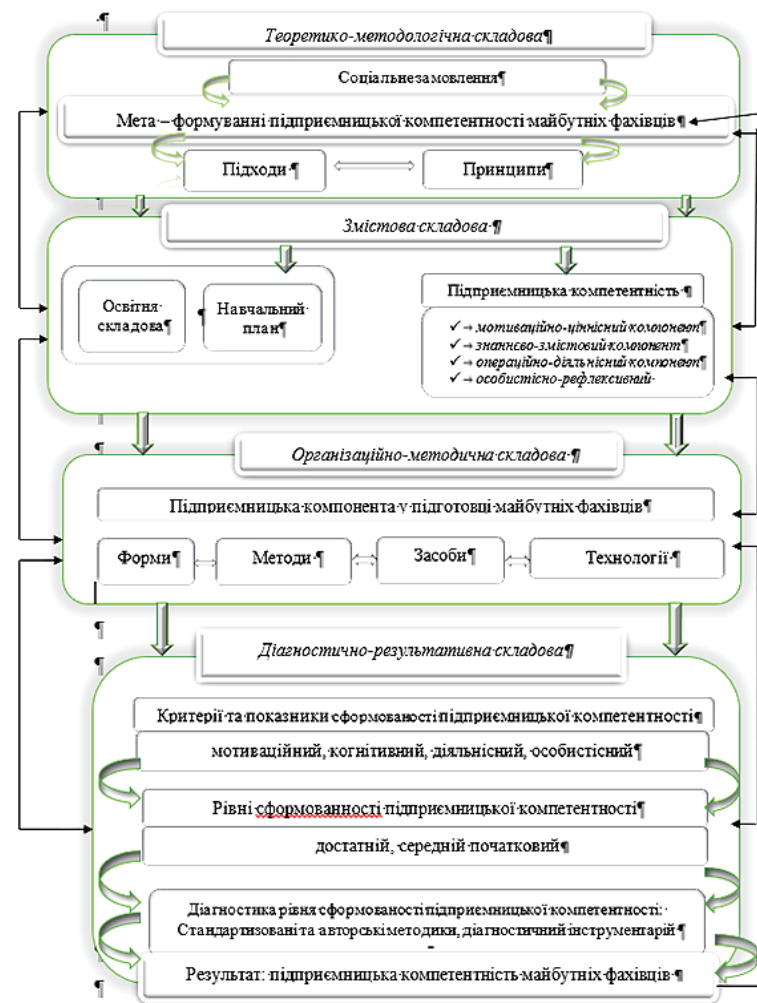 Теоретико-методологічна складова¶
Соціальне замовлення¶
Мета – формуванні підприємницької компетентності майбутніх фахівців¶
Підходи¶
Принципи¶
Змістова складова¶
Освітня
складова¶
Навчальний
план¶
Підприємницька компетентність¶
✓ → мотиваційно-ціннісний компонент¶
✓ → знаннєво-змістовий компонент¶
✓ → операційно-діяльнісний компонент¶
✓ → особистісно-рефлексивний
Організаційно-методична складова¶
Підприємницька компонента у підготовці майбутніх фахівців¶
Форми¶
Методи¶
Засоби¶
Технології¶
Діагностично-результативна складова¶
Критерії та показники сформованості підприємницької компетентності¶
мотиваційний, когнітивний, діяльнісний, особистісний¶
Рівні сформованності підприємницької компетентності¶
достатній, середній початковий¶
Діагностика рівня сформованості підприємницької компетентності:
Стандартизовані та авторські методики, діагностичний інструментарій¶
Результат: підприємницька компетентність майбутніх фахівців¶